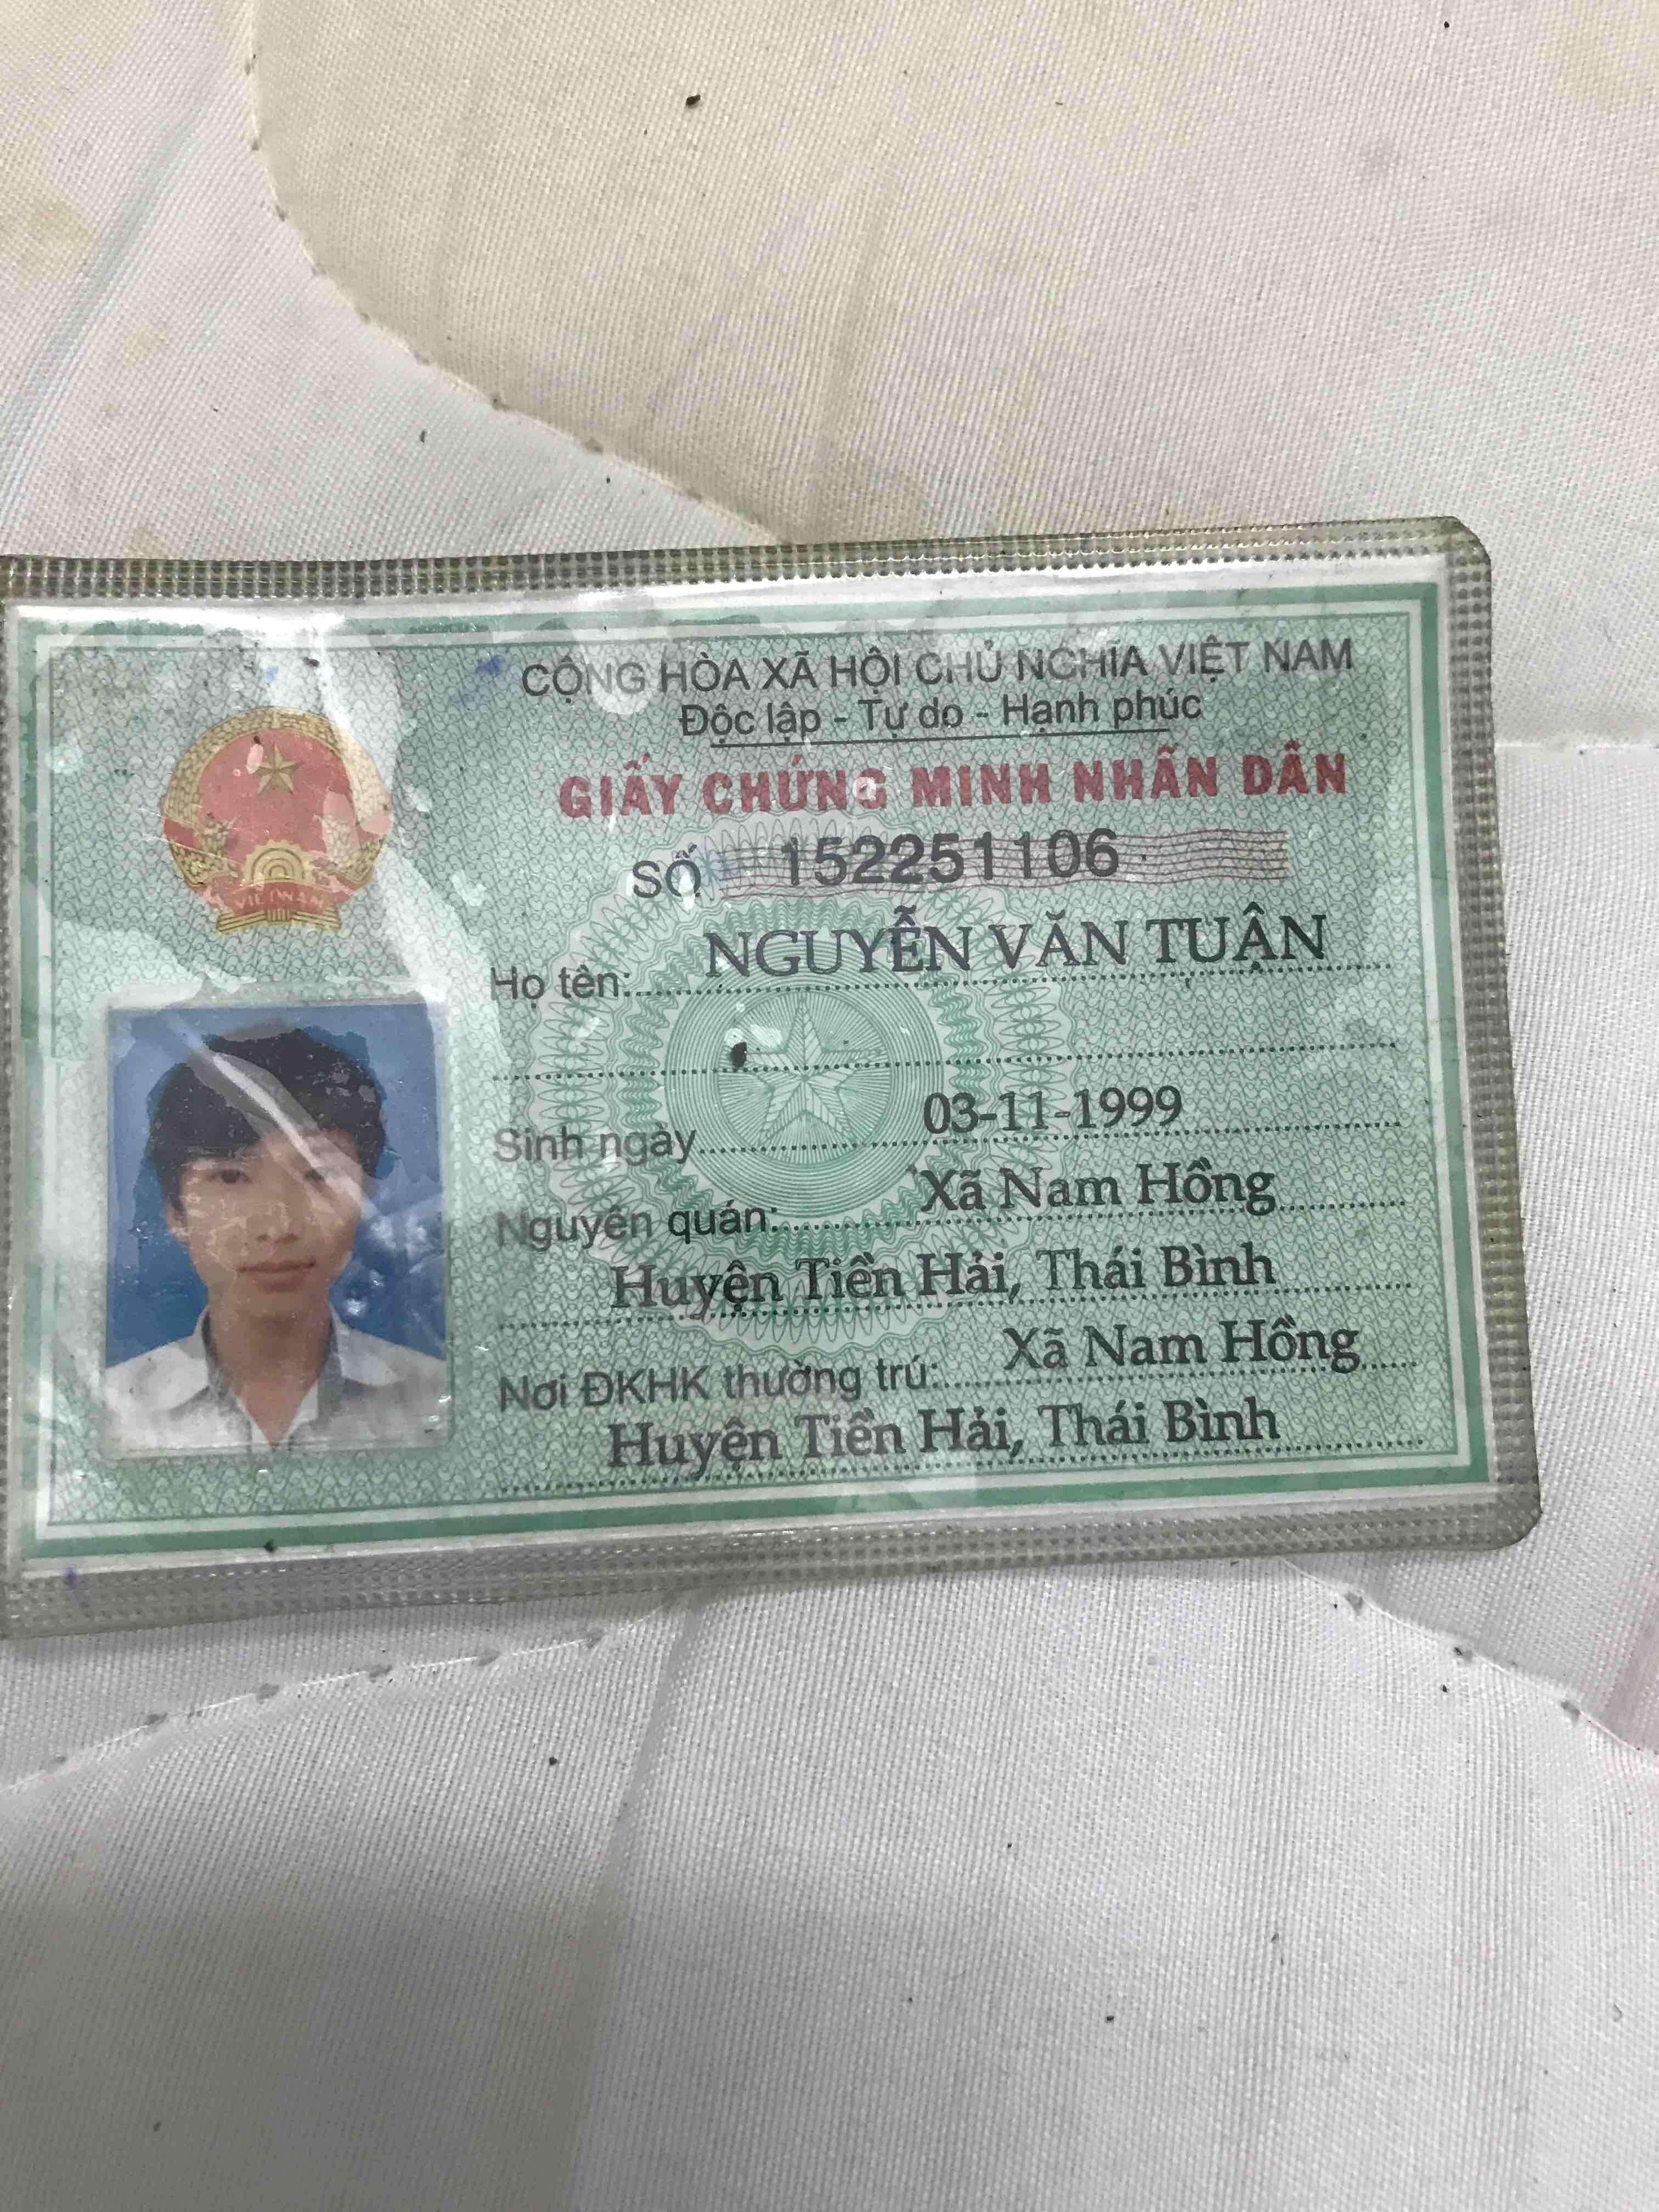 CỘNG HÒA XÃ HỘI CHỦ NGHĨA VIỆT NAM
Độc lập - Tự do - Hạnh phúc
GIẤY CHỨNG MINH NHÂN DÂN
SỐ 152251106
Họ tên: NGUYỄN VĂN TUẬN
Sinh ngày 03-11-1999
Nguyên quán: Xã Nam Hồng
Huyện Tiền Hải, Thái Bình
Nơi ĐKHK thường trú: Xã Nam Hồng
Huyện Tiền Hải, Thái Bình
VIỆT NAM